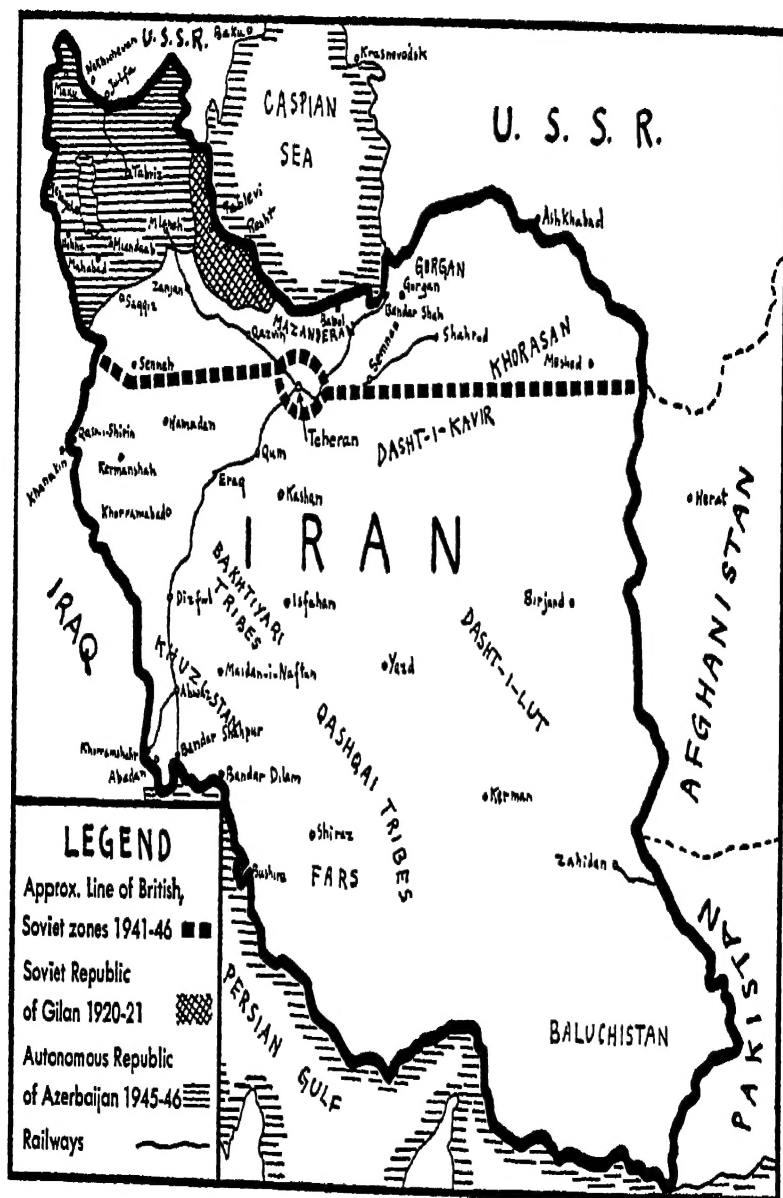 U.S.S.R.
Baku
Krasnovodsk
Nakhichevan
Julfa
Maku
CASPIAN
SEA
U. S. S. R.
Tabriz
Pahlevi
Resht
Mianeh
Miandaab
Mahabad
Ashkhabad
GORGAN
Gorgan
Bandar Shah
Zanjan
Saqqiz
Qazvin
MAZANDERAN
Babol
Semnan
Shahrud
KHORASAN
Meshed
Sennah
Teheran
DASHT-I-KAVIR
Hamadan
Qasr-i-Shirin
Khanakin
Kermanshah
Qum
Eraq
Kashan
Khorramabad
Herat
IRAN
IRAQ
AFGHANISTAN
BAKHTIYARI
TRIBES
Dizful
Isfahan
Birjand
DASHT-I-LUT
KHUZISTAN
Maidan-i-Naftan
Yazd
Ahwaz
QASHQAI TRIBES
Khorramshahr
Bandar Shahpur
Abadan
Bandar Dilam
Kerman
Shiraz
FARS
Bushire
Zahidan
PAKISTAN
BALUCHISTAN
PERSIAN
GULF
LEGEND
Approx. Line of British,
Soviet zones 1941-46
Soviet Republic
of Gilan 1920-21
Autonomous Republic
of Azerbaijan 1945-46
Railways